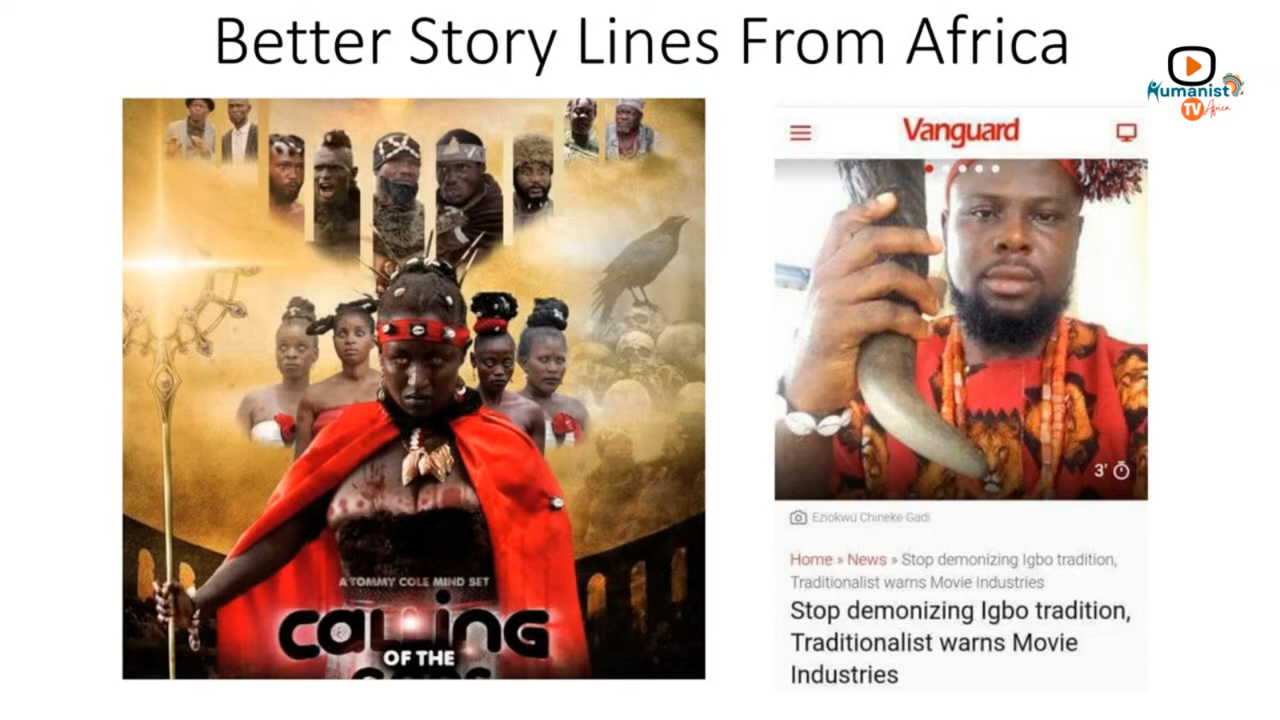 Better Story Lines From Africa
Humanist
TV Africa
A TOMMY COLE MIND SET
CALLING
OF THE
Vanguard
3'
Eziokwu Chineke Gadi
Home » News » Stop demonizing Igbo tradition,
Traditionalist warns Movie Industries
Stop demonizing Igbo tradition,
Traditionalist warns Movie
Industries